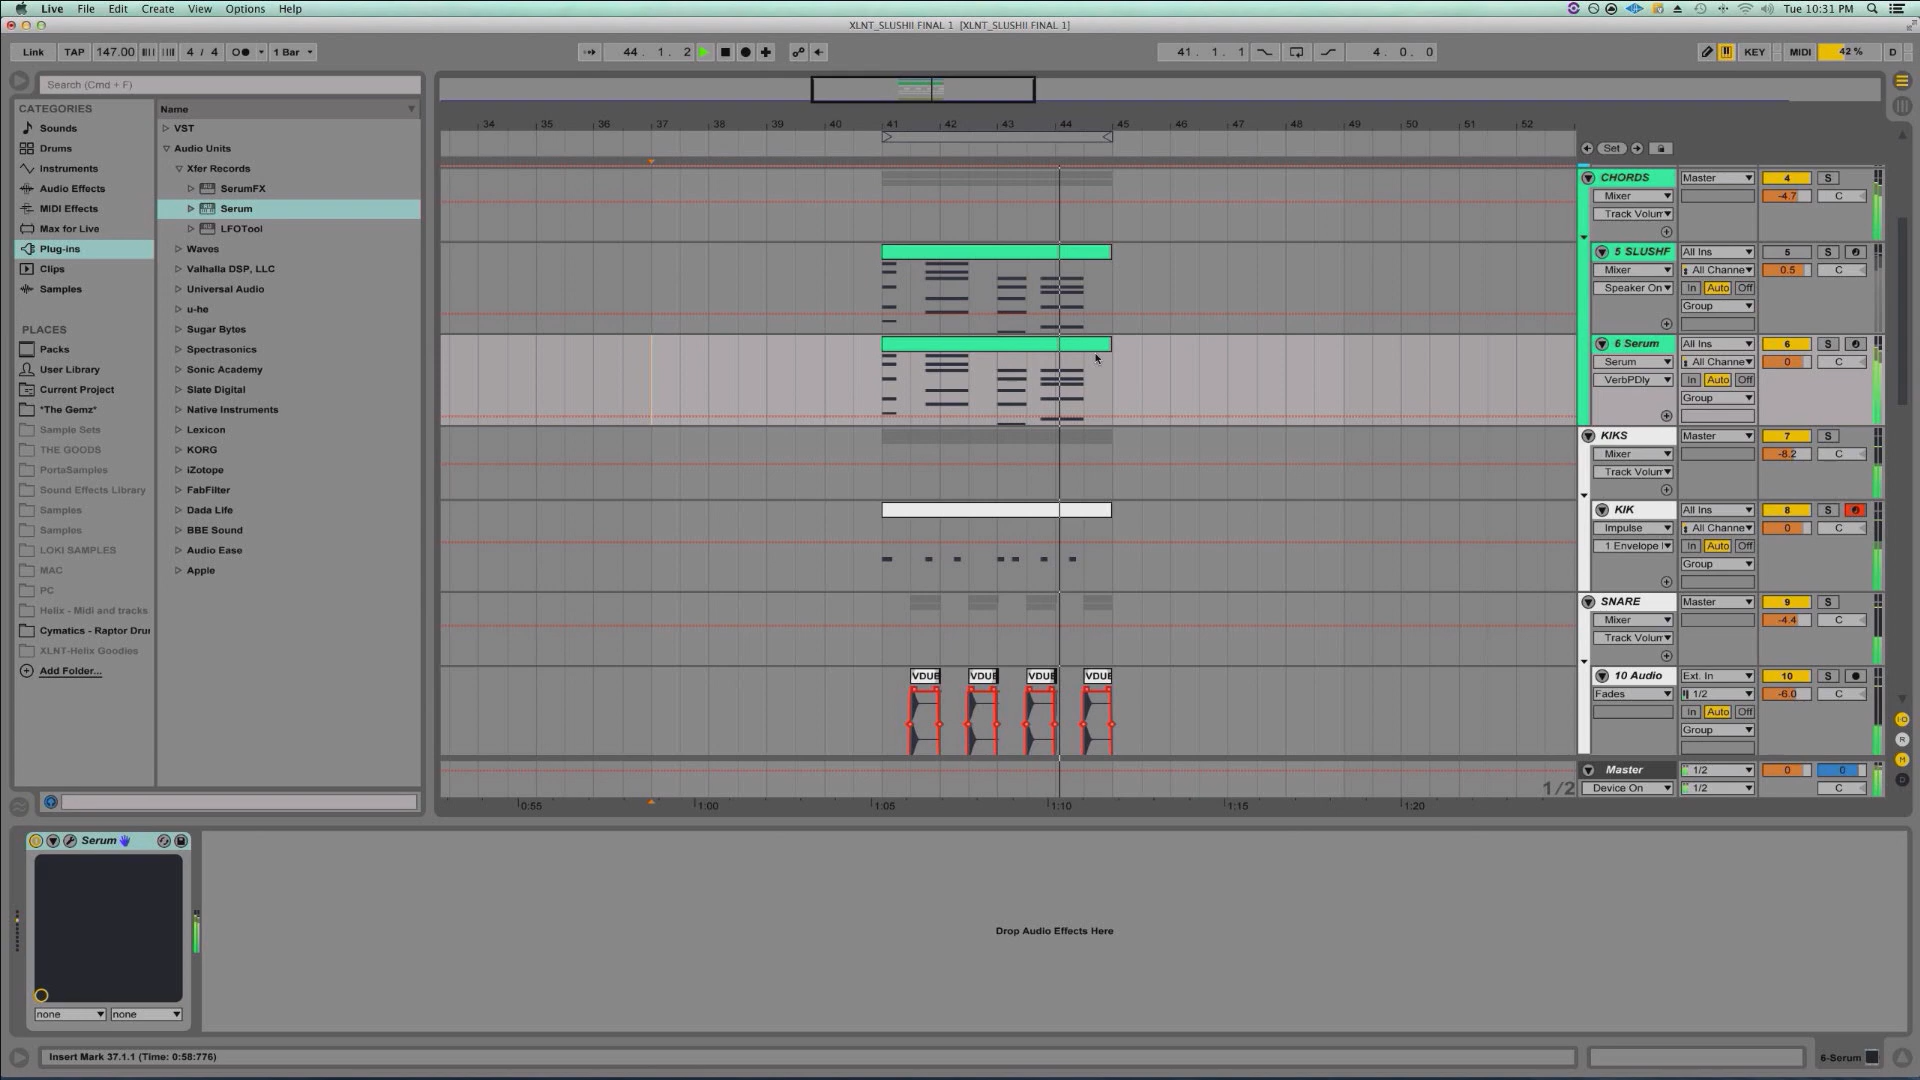 Live File Edit Create View Options Help Tue 10:31 PM
XLNT_SLUSHII FINAL 1 [XLNT_SLUSHII FINAL 1]
Link TAP 147.00 4 / 4 1 Bar 44. 1. 2 41. 1. 1 4. 0. 0 KEY MIDI 42 % D
Search (Cmd + F)
CATEGORIES
Sounds
Drums
Instruments
Audio Effects
MIDI Effects
Max for Live
Plug-ins
Clips
Samples
PLACES
Packs
User Library
Current Project
*The Gemz*
Sample Sets
THE GOODS
PortaSamples
Sound Effects Library
Samples
Samples
LOKI SAMPLES
MAC
PC
Helix - Midi and tracks
Cymatics - Raptor Dru
XLNT-Helix Goodies
Add Folder...
Name
VST
Audio Units
Xfer Records
SerumFX
Serum
LFOTool
Waves
Valhalla DSP, LLC
Universal Audio
u-he
Sugar Bytes
Spectrasonics
Sonic Academy
Slate Digital
Native Instruments
Lexicon
KORG
iZotope
FabFilter
Dada Life
BBE Sound
Audio Ease
Apple
34 35 36 37 38 39 40 41 42 43 44 45 46 47 48 49 50 51 52
Set
CHORDS Master 4 S
Mixer -4.7 C
Track Volum
5 SLUSHF All Ins 5 S
Mixer All Channe 0.5 C
Speaker On In Auto Off
Group
6 Serum All Ins 6 S
Serum All Channe 0 C
VerbPDly In Auto Off
Group
KIKS Master 7 S
Mixer -8.2 C
Track Volum
KIK All Ins 8 S
Impulse All Channe 0 C
1 Envelope In Auto Off
Group
SNARE Master 9 S
Mixer -4.4 C
Track Volum
VDUE VDUE VDUE VDUE
10 Audio Ext. In 10 S
Fades 1/2 -6.0 C
In Auto Off
Group
Master 1/2 0 0
1/2 Device On 1/2 C
0:55 1:00 1:05 1:10 1:15 1:20
I·O
R
M
D
Serum
none none
Drop Audio Effects Here
Insert Mark 37.1.1 (Time: 0:58:776)
6-Serum